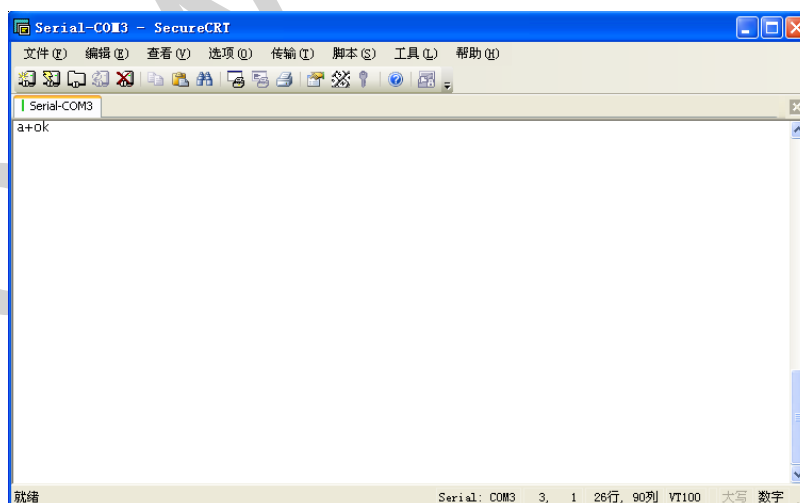 Serial-COM3 - SecureCRT
文件(F) 编辑(E) 查看(V) 选项(O) 传输(T) 脚本(S) 工具(L) 帮助(H)
Serial-COM3
a+ok
就绪 Serial: COM3 3, 1 26行, 90列 VT100 大写 数字